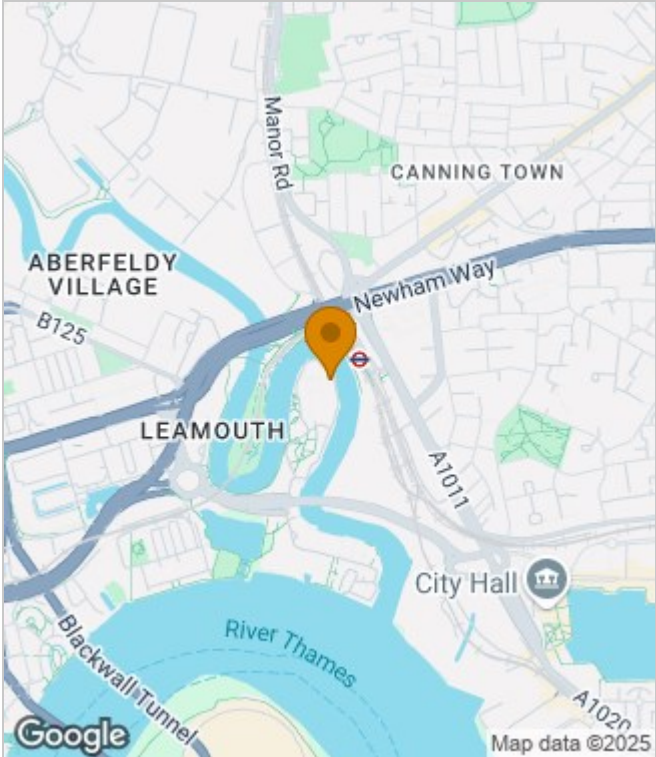 Manor Rd
CANNING TOWN
ABERFELDY
VILLAGE
Newham Way
B125
LEAMOUTH
A1011
City Hall
River Thames
Blackwall Tunnel
A1020
Google
Map data ©2025